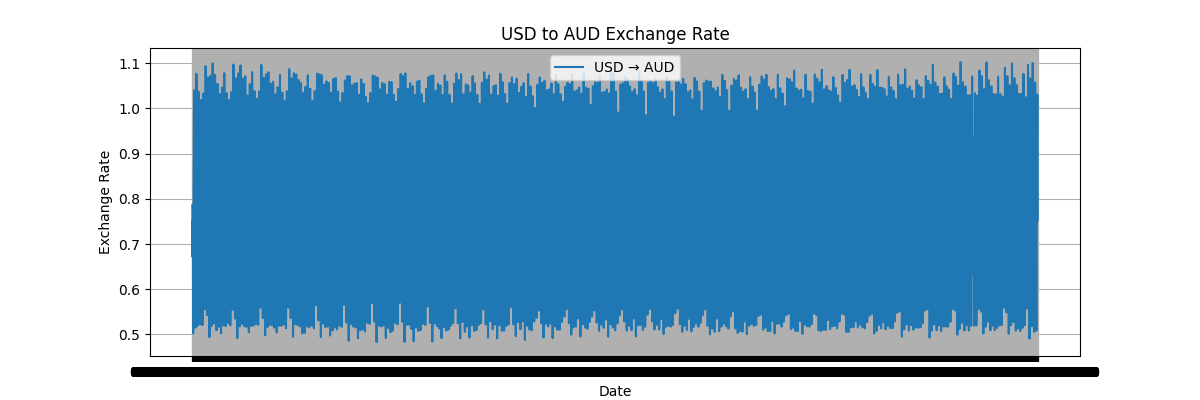 USD to AUD Exchange Rate
USD → AUD
1.1
1.0
0.9
0.8
0.7
0.6
0.5
Exchange Rate
Date